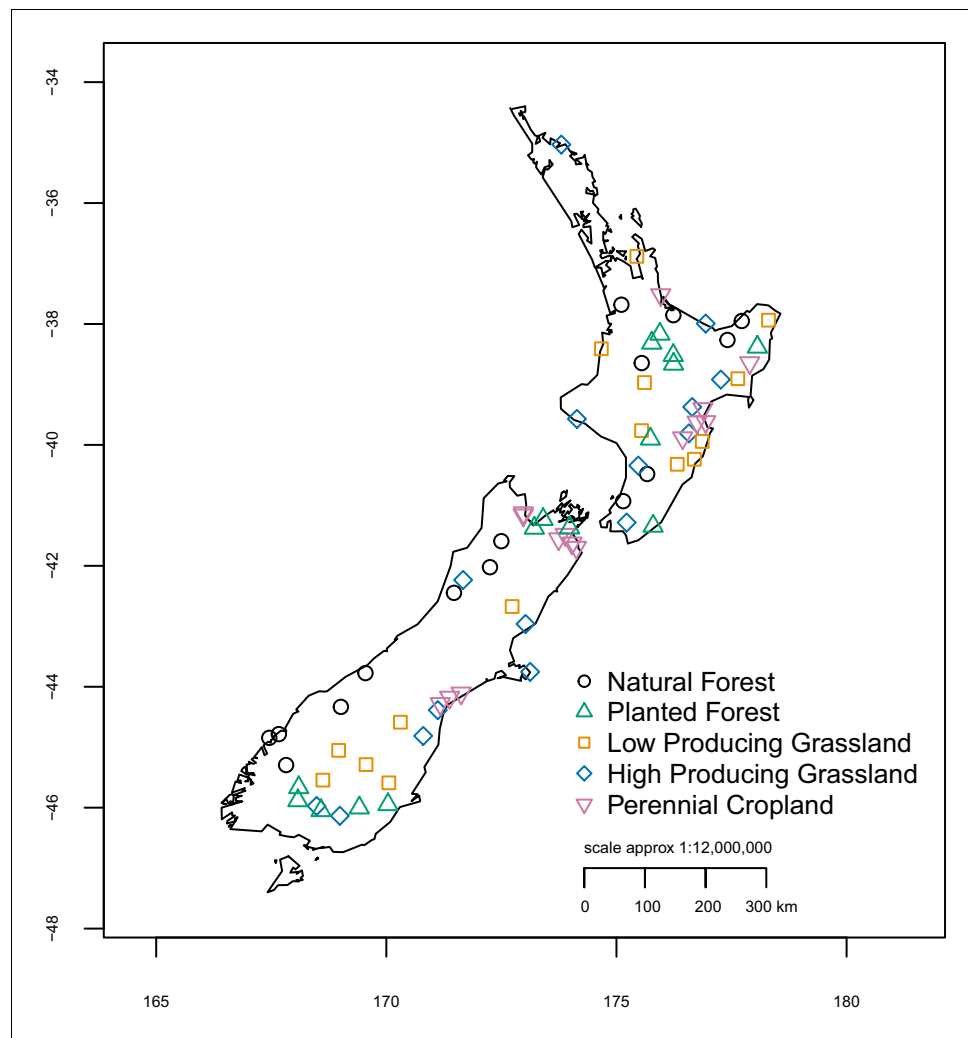 −34
−36
−38
−40
−42
−44
−46
−48
Natural Forest
Planted Forest
Low Producing Grassland
High Producing Grassland
Perennial Cropland
scale approx 1:12,000,000
0 100 200 300 km
165 170 175 180